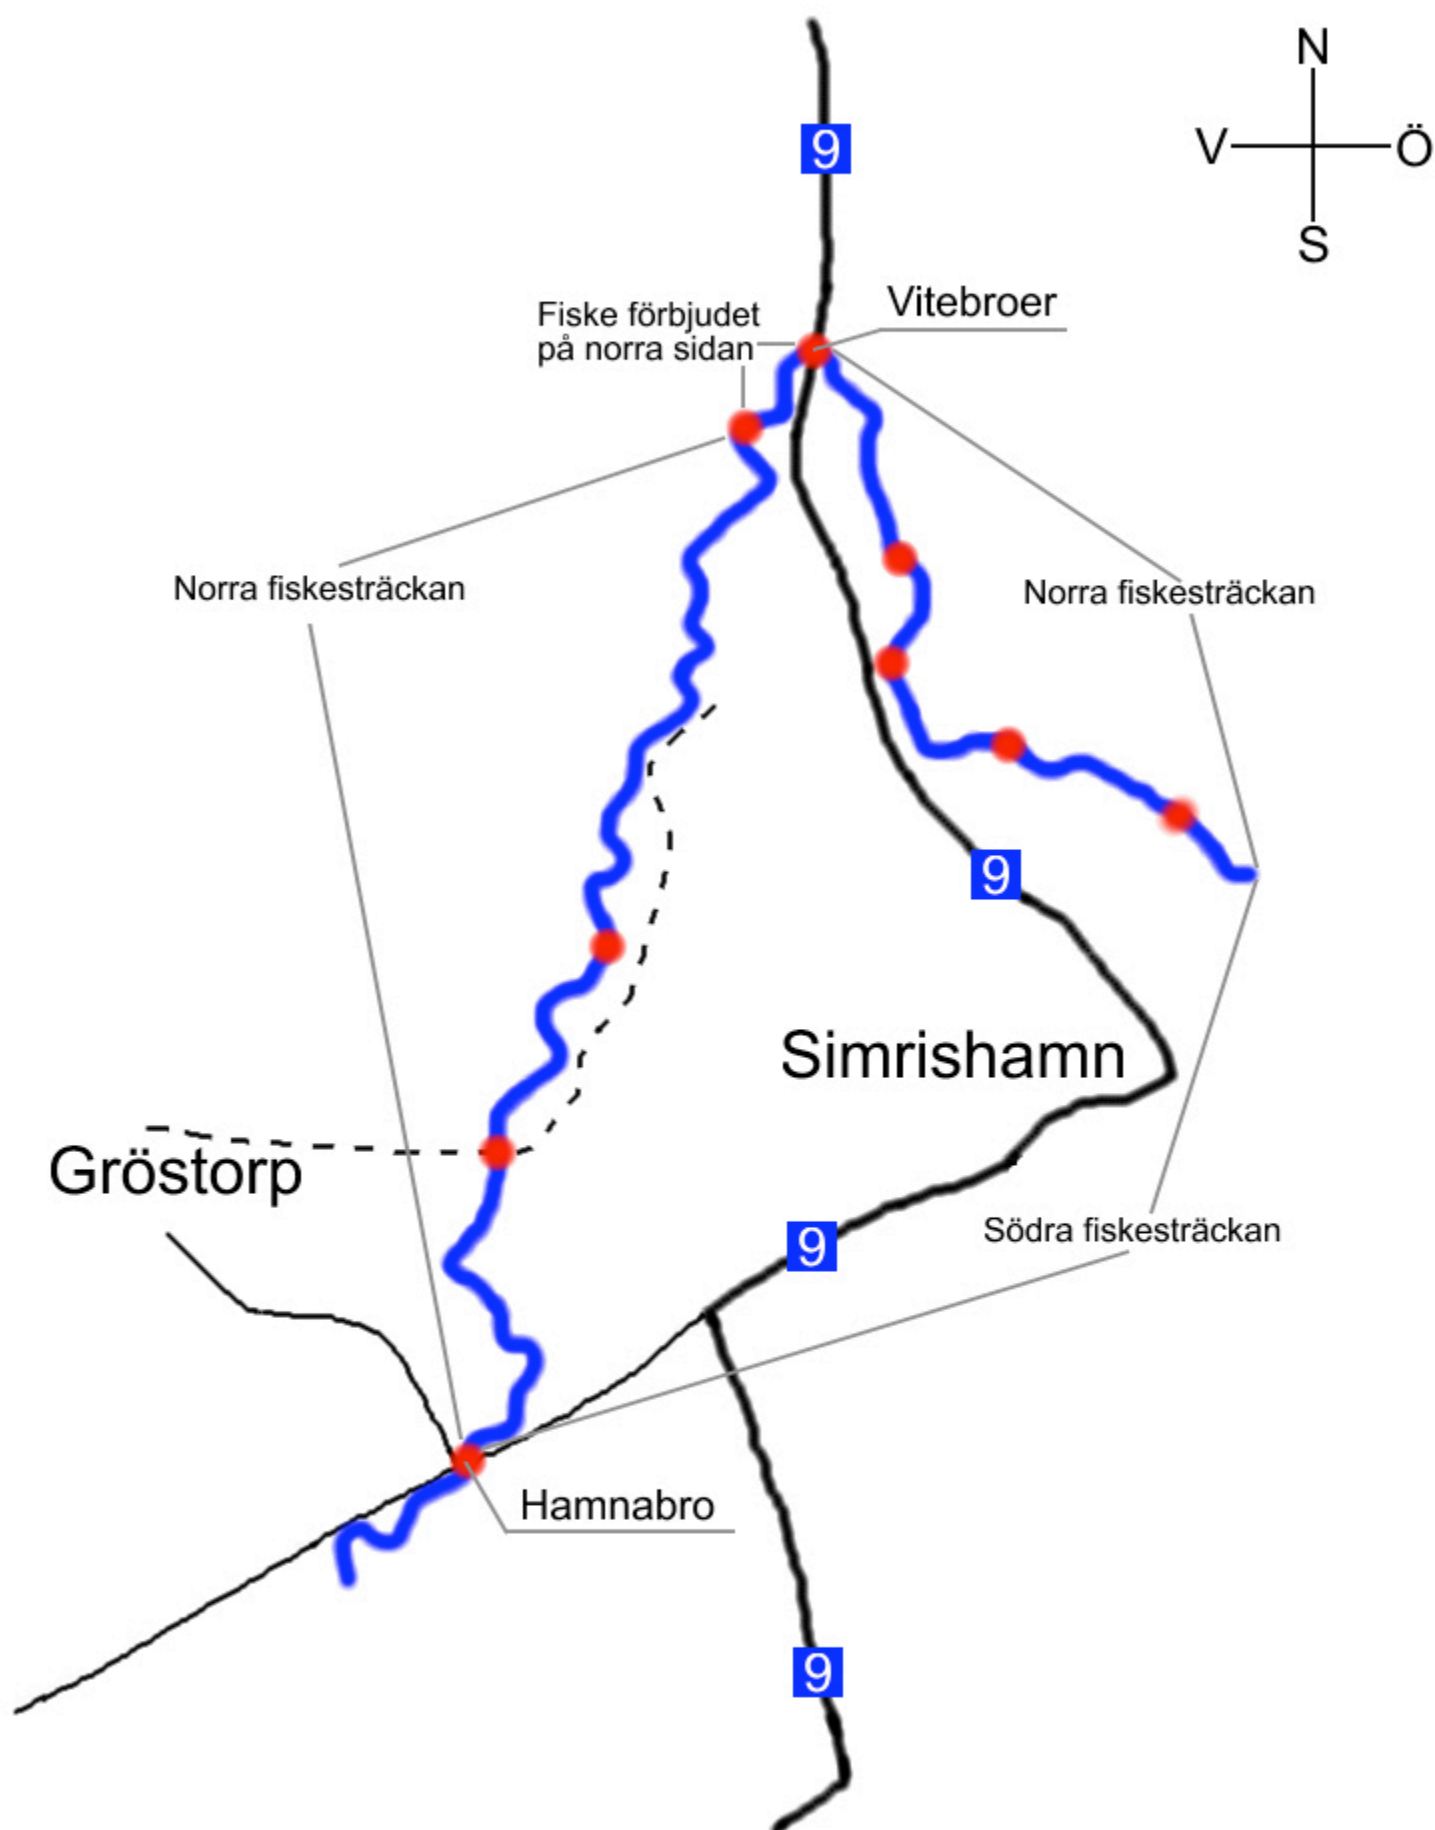 N
9
V
Ö
S
Vitebroer
Fiske förbjudet
på norra sidan
Norra fiskesträckan
Norra fiskesträckan
9
Simrishamn
Gröstorp
Södra fiskesträckan
9
Hamnabro
9